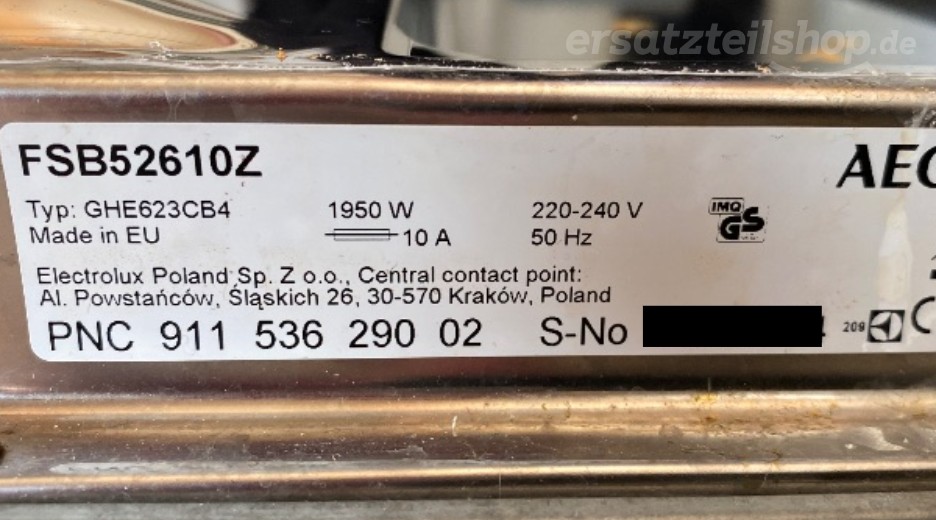 ersatzteilshop.de
FSB52610Z
AEG
Typ: GHE623CB4 1950 W 220-240 V
IMQ
GS
Made in EU 10 A 50 Hz
Electrolux Poland Sp. Z o.o., Central contact point:
Al. Powstańców, Śląskich 26, 30-570 Kraków, Poland
PNC 911 536 290 02 S-No 209